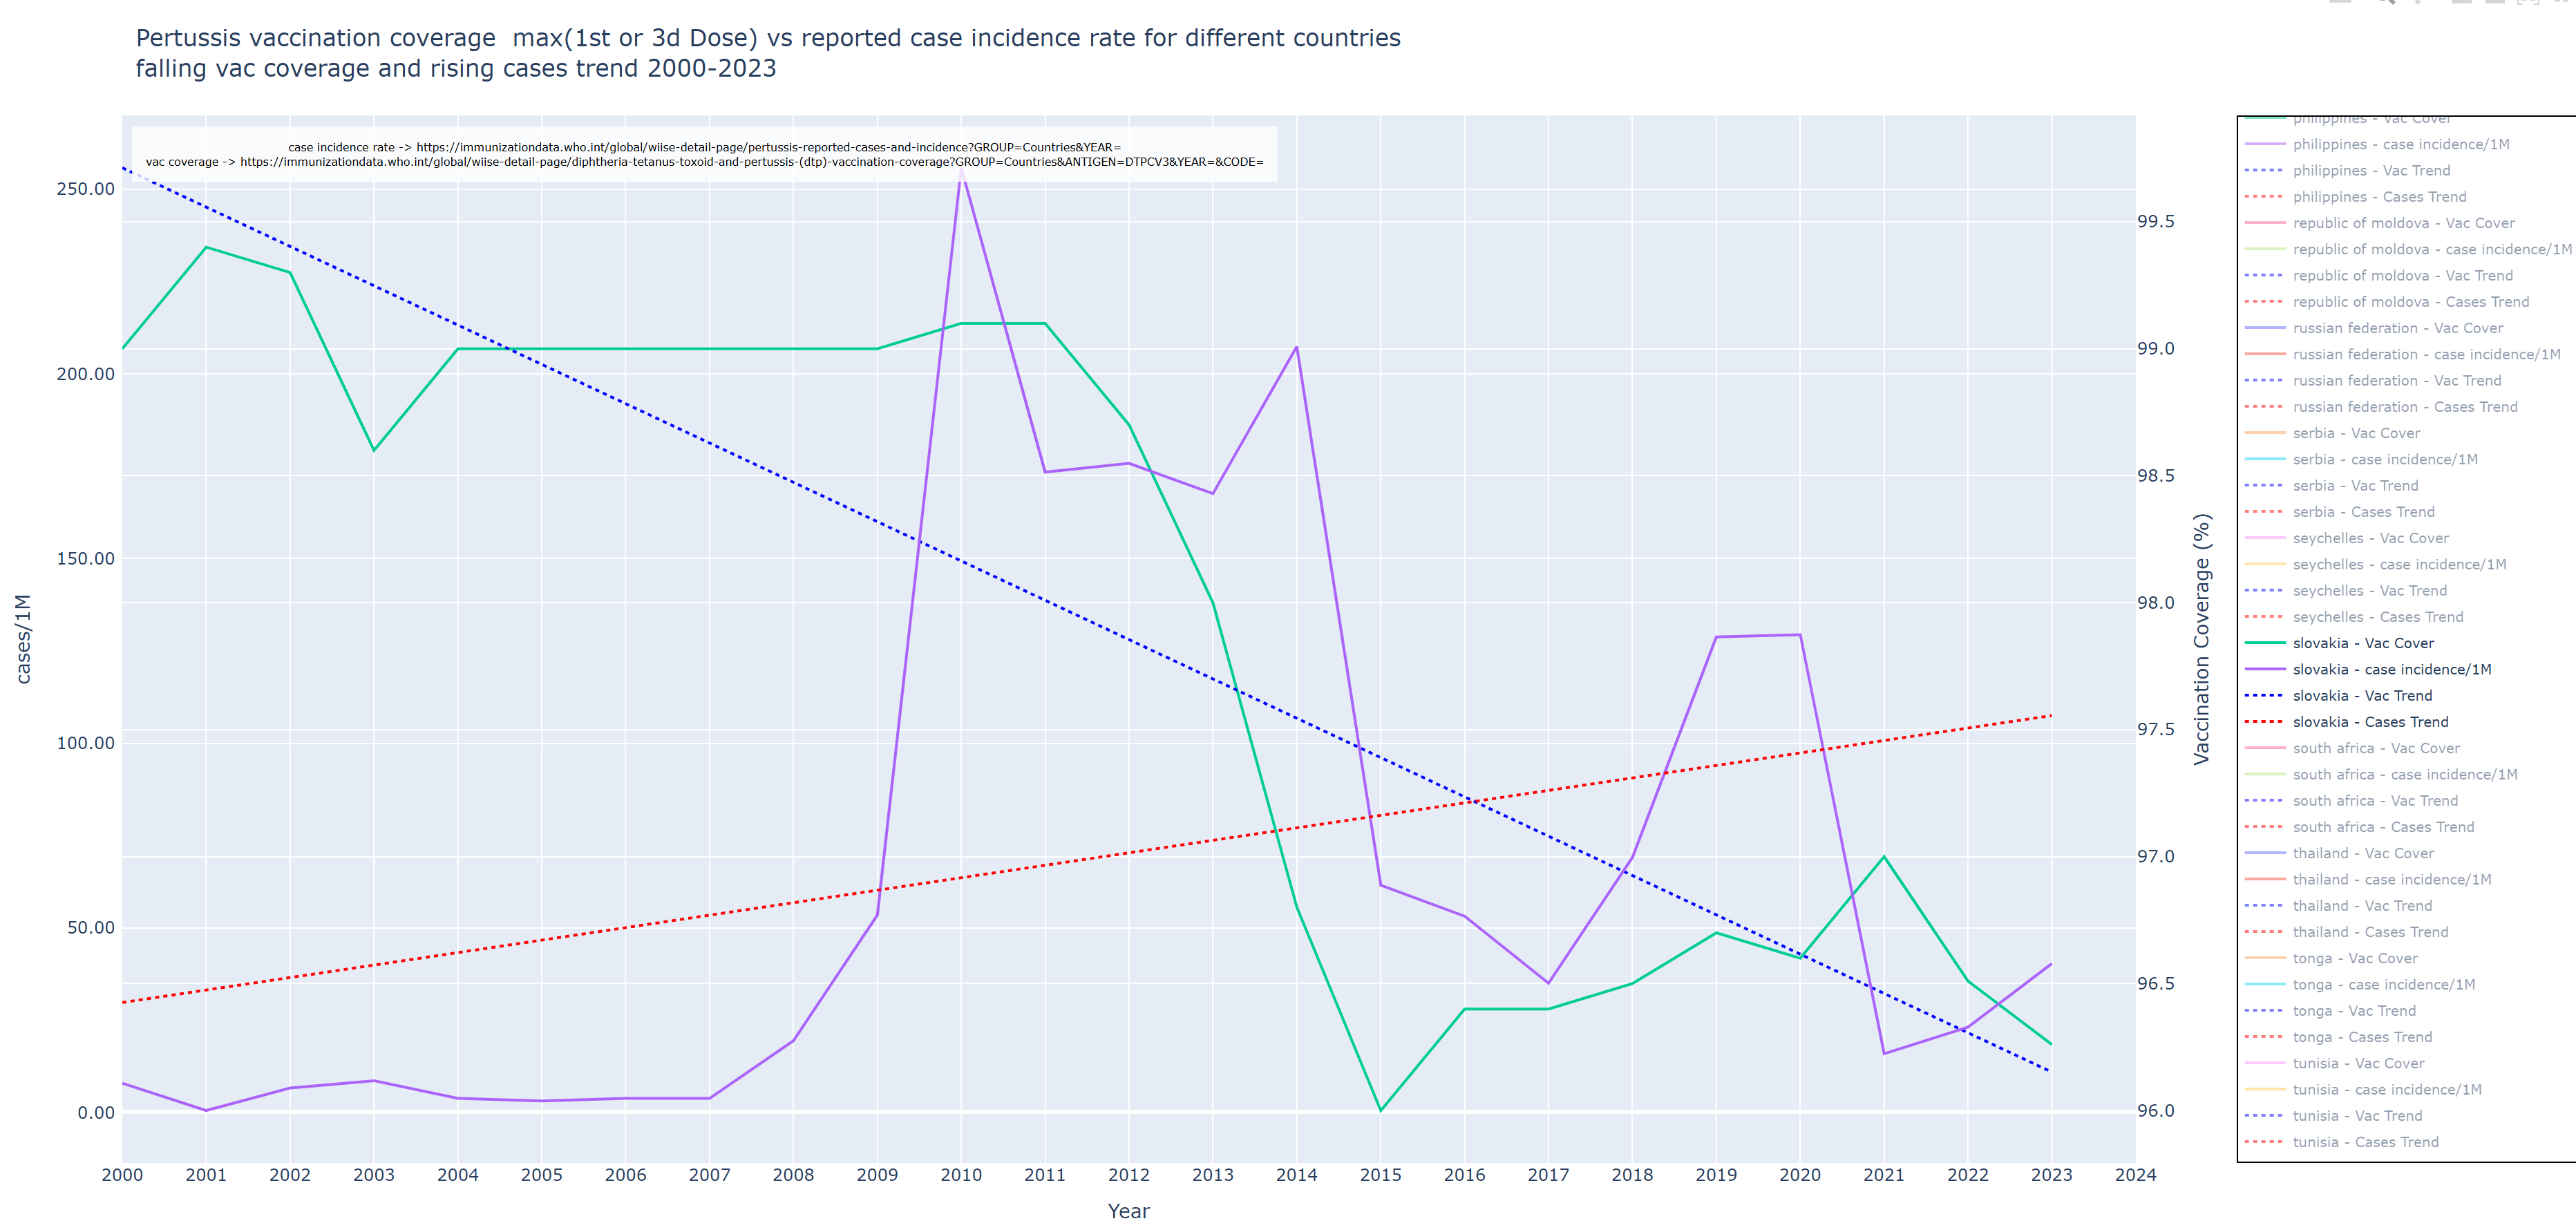 Pertussis vaccination coverage  max(1st or 3d Dose) vs reported case incidence rate for different countries
falling vac coverage and rising cases trend 2000-2023
case incidence rate -> https://immunizationdata.who.int/global/wiise-detail-page/pertussis-reported-cases-and-incidence?GROUP=Countries&YEAR=
vac coverage -> https://immunizationdata.who.int/global/wiise-detail-page/diphtheria-tetanus-toxoid-and-pertussis-(dtp)-vaccination-coverage?GROUP=Countries&ANTIGEN=DTPCV3&YEAR=&CODE=
250.00
200.00
150.00
100.00
50.00
0.00
cases/1M
2000 2001 2002 2003 2004 2005 2006 2007 2008 2009 2010 2011 2012 2013 2014 2015 2016 2017 2018 2019 2020 2021 2022 2023 2024
Year
99.5
99.0
98.5
98.0
97.5
97.0
96.5
96.0
Vaccination Coverage (%)
philippines - Vac Cover
philippines - case incidence/1M
philippines - Vac Trend
philippines - Cases Trend
republic of moldova - Vac Cover
republic of moldova - case incidence/1M
republic of moldova - Vac Trend
republic of moldova - Cases Trend
russian federation - Vac Cover
russian federation - case incidence/1M
russian federation - Vac Trend
russian federation - Cases Trend
serbia - Vac Cover
serbia - case incidence/1M
serbia - Vac Trend
serbia - Cases Trend
seychelles - Vac Cover
seychelles - case incidence/1M
seychelles - Vac Trend
seychelles - Cases Trend
slovakia - Vac Cover
slovakia - case incidence/1M
slovakia - Vac Trend
slovakia - Cases Trend
south africa - Vac Cover
south africa - case incidence/1M
south africa - Vac Trend
south africa - Cases Trend
thailand - Vac Cover
thailand - case incidence/1M
thailand - Vac Trend
thailand - Cases Trend
tonga - Vac Cover
tonga - case incidence/1M
tonga - Vac Trend
tonga - Cases Trend
tunisia - Vac Cover
tunisia - case incidence/1M
tunisia - Vac Trend
tunisia - Cases Trend